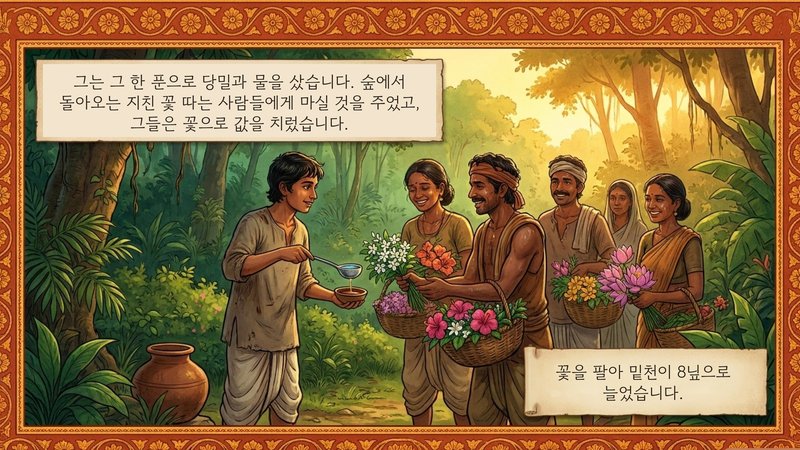 그는 그 한 푼으로 당밀과 물을 샀습니다. 숲에서
돌아오는 지친 꽃 따는 사람들에게 마실 것을 주었고,
그들은 꽃으로 값을 치렀습니다.
꽃을 팔아 밑천이 8닢으로
늘었습니다.